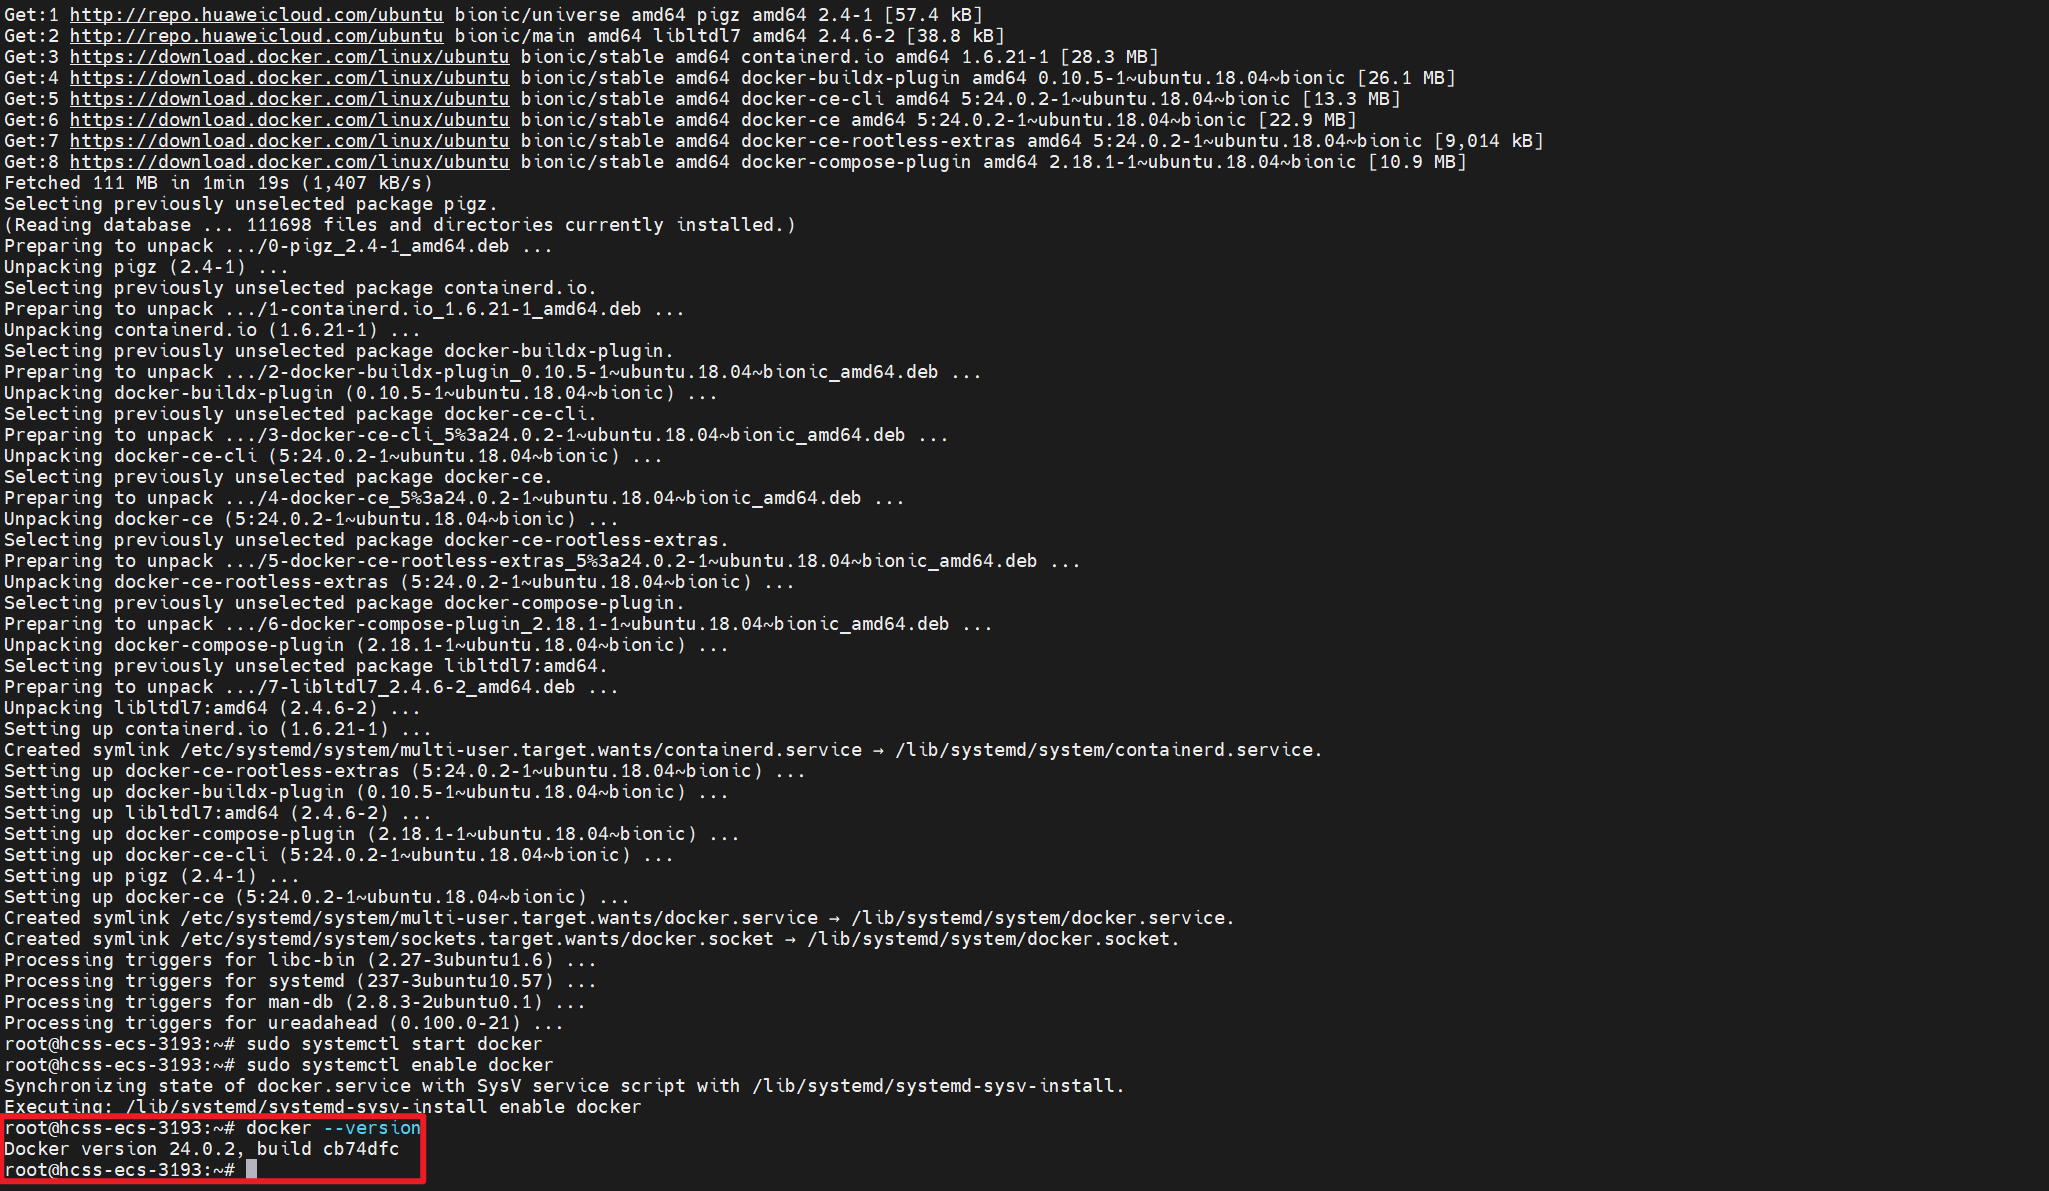 Get:1 http://repo.huaweicloud.com/ubuntu bionic/universe amd64 pigz amd64 2.4-1 [57.4 kB]
Get:2 http://repo.huaweicloud.com/ubuntu bionic/main amd64 libltdl7 amd64 2.4.6-2 [38.8 kB]
Get:3 https://download.docker.com/linux/ubuntu bionic/stable amd64 containerd.io amd64 1.6.21-1 [28.3 MB]
Get:4 https://download.docker.com/linux/ubuntu bionic/stable amd64 docker-buildx-plugin amd64 0.10.5-1~ubuntu.18.04~bionic [26.1 MB]
Get:5 https://download.docker.com/linux/ubuntu bionic/stable amd64 docker-ce-cli amd64 5:24.0.2-1~ubuntu.18.04~bionic [13.3 MB]
Get:6 https://download.docker.com/linux/ubuntu bionic/stable amd64 docker-ce amd64 5:24.0.2-1~ubuntu.18.04~bionic [22.9 MB]
Get:7 https://download.docker.com/linux/ubuntu bionic/stable amd64 docker-ce-rootless-extras amd64 5:24.0.2-1~ubuntu.18.04~bionic [9,014 kB]
Get:8 https://download.docker.com/linux/ubuntu bionic/stable amd64 docker-compose-plugin amd64 2.18.1-1~ubuntu.18.04~bionic [10.9 MB]
Fetched 111 MB in 1min 19s (1,407 kB/s)
Selecting previously unselected package pigz.
(Reading database ... 111698 files and directories currently installed.)
Preparing to unpack .../0-pigz_2.4-1_amd64.deb ...
Unpacking pigz (2.4-1) ...
Selecting previously unselected package containerd.io.
Preparing to unpack .../1-containerd.io_1.6.21-1_amd64.deb ...
Unpacking containerd.io (1.6.21-1) ...
Selecting previously unselected package docker-buildx-plugin.
Preparing to unpack .../2-docker-buildx-plugin_0.10.5-1~ubuntu.18.04~bionic_amd64.deb ...
Unpacking docker-buildx-plugin (0.10.5-1~ubuntu.18.04~bionic) ...
Selecting previously unselected package docker-ce-cli.
Preparing to unpack .../3-docker-ce-cli_5%3a24.0.2-1~ubuntu.18.04~bionic_amd64.deb ...
Unpacking docker-ce-cli (5:24.0.2-1~ubuntu.18.04~bionic) ...
Selecting previously unselected package docker-ce.
Preparing to unpack .../4-docker-ce_5%3a24.0.2-1~ubuntu.18.04~bionic_amd64.deb ...
Unpacking docker-ce (5:24.0.2-1~ubuntu.18.04~bionic) ...
Selecting previously unselected package docker-ce-rootless-extras.
Preparing to unpack .../5-docker-ce-rootless-extras_5%3a24.0.2-1~ubuntu.18.04~bionic_amd64.deb ...
Unpacking docker-ce-rootless-extras (5:24.0.2-1~ubuntu.18.04~bionic) ...
Selecting previously unselected package docker-compose-plugin.
Preparing to unpack .../6-docker-compose-plugin_2.18.1-1~ubuntu.18.04~bionic_amd64.deb ...
Unpacking docker-compose-plugin (2.18.1-1~ubuntu.18.04~bionic) ...
Selecting previously unselected package libltdl7:amd64.
Preparing to unpack .../7-libltdl7_2.4.6-2_amd64.deb ...
Unpacking libltdl7:amd64 (2.4.6-2) ...
Setting up containerd.io (1.6.21-1) ...
Created symlink /etc/systemd/system/multi-user.target.wants/containerd.service → /lib/systemd/system/containerd.service.
Setting up docker-ce-rootless-extras (5:24.0.2-1~ubuntu.18.04~bionic) ...
Setting up docker-buildx-plugin (0.10.5-1~ubuntu.18.04~bionic) ...
Setting up libltdl7:amd64 (2.4.6-2) ...
Setting up docker-compose-plugin (2.18.1-1~ubuntu.18.04~bionic) ...
Setting up docker-ce-cli (5:24.0.2-1~ubuntu.18.04~bionic) ...
Setting up pigz (2.4-1) ...
Setting up docker-ce (5:24.0.2-1~ubuntu.18.04~bionic) ...
Created symlink /etc/systemd/system/multi-user.target.wants/docker.service → /lib/systemd/system/docker.service.
Created symlink /etc/systemd/system/sockets.target.wants/docker.socket → /lib/systemd/system/docker.socket.
Processing triggers for libc-bin (2.27-3ubuntu1.6) ...
Processing triggers for systemd (237-3ubuntu10.57) ...
Processing triggers for man-db (2.8.3-2ubuntu0.1) ...
Processing triggers for ureadahead (0.100.0-21) ...
root@hcss-ecs-3193:~# sudo systemctl start docker
root@hcss-ecs-3193:~# sudo systemctl enable docker
Synchronizing state of docker.service with SysV service script with /lib/systemd/systemd-sysv-install.
Executing: /lib/systemd/systemd-sysv-install enable docker
root@hcss-ecs-3193:~# docker --version
Docker version 24.0.2, build cb74dfc
root@hcss-ecs-3193:~#